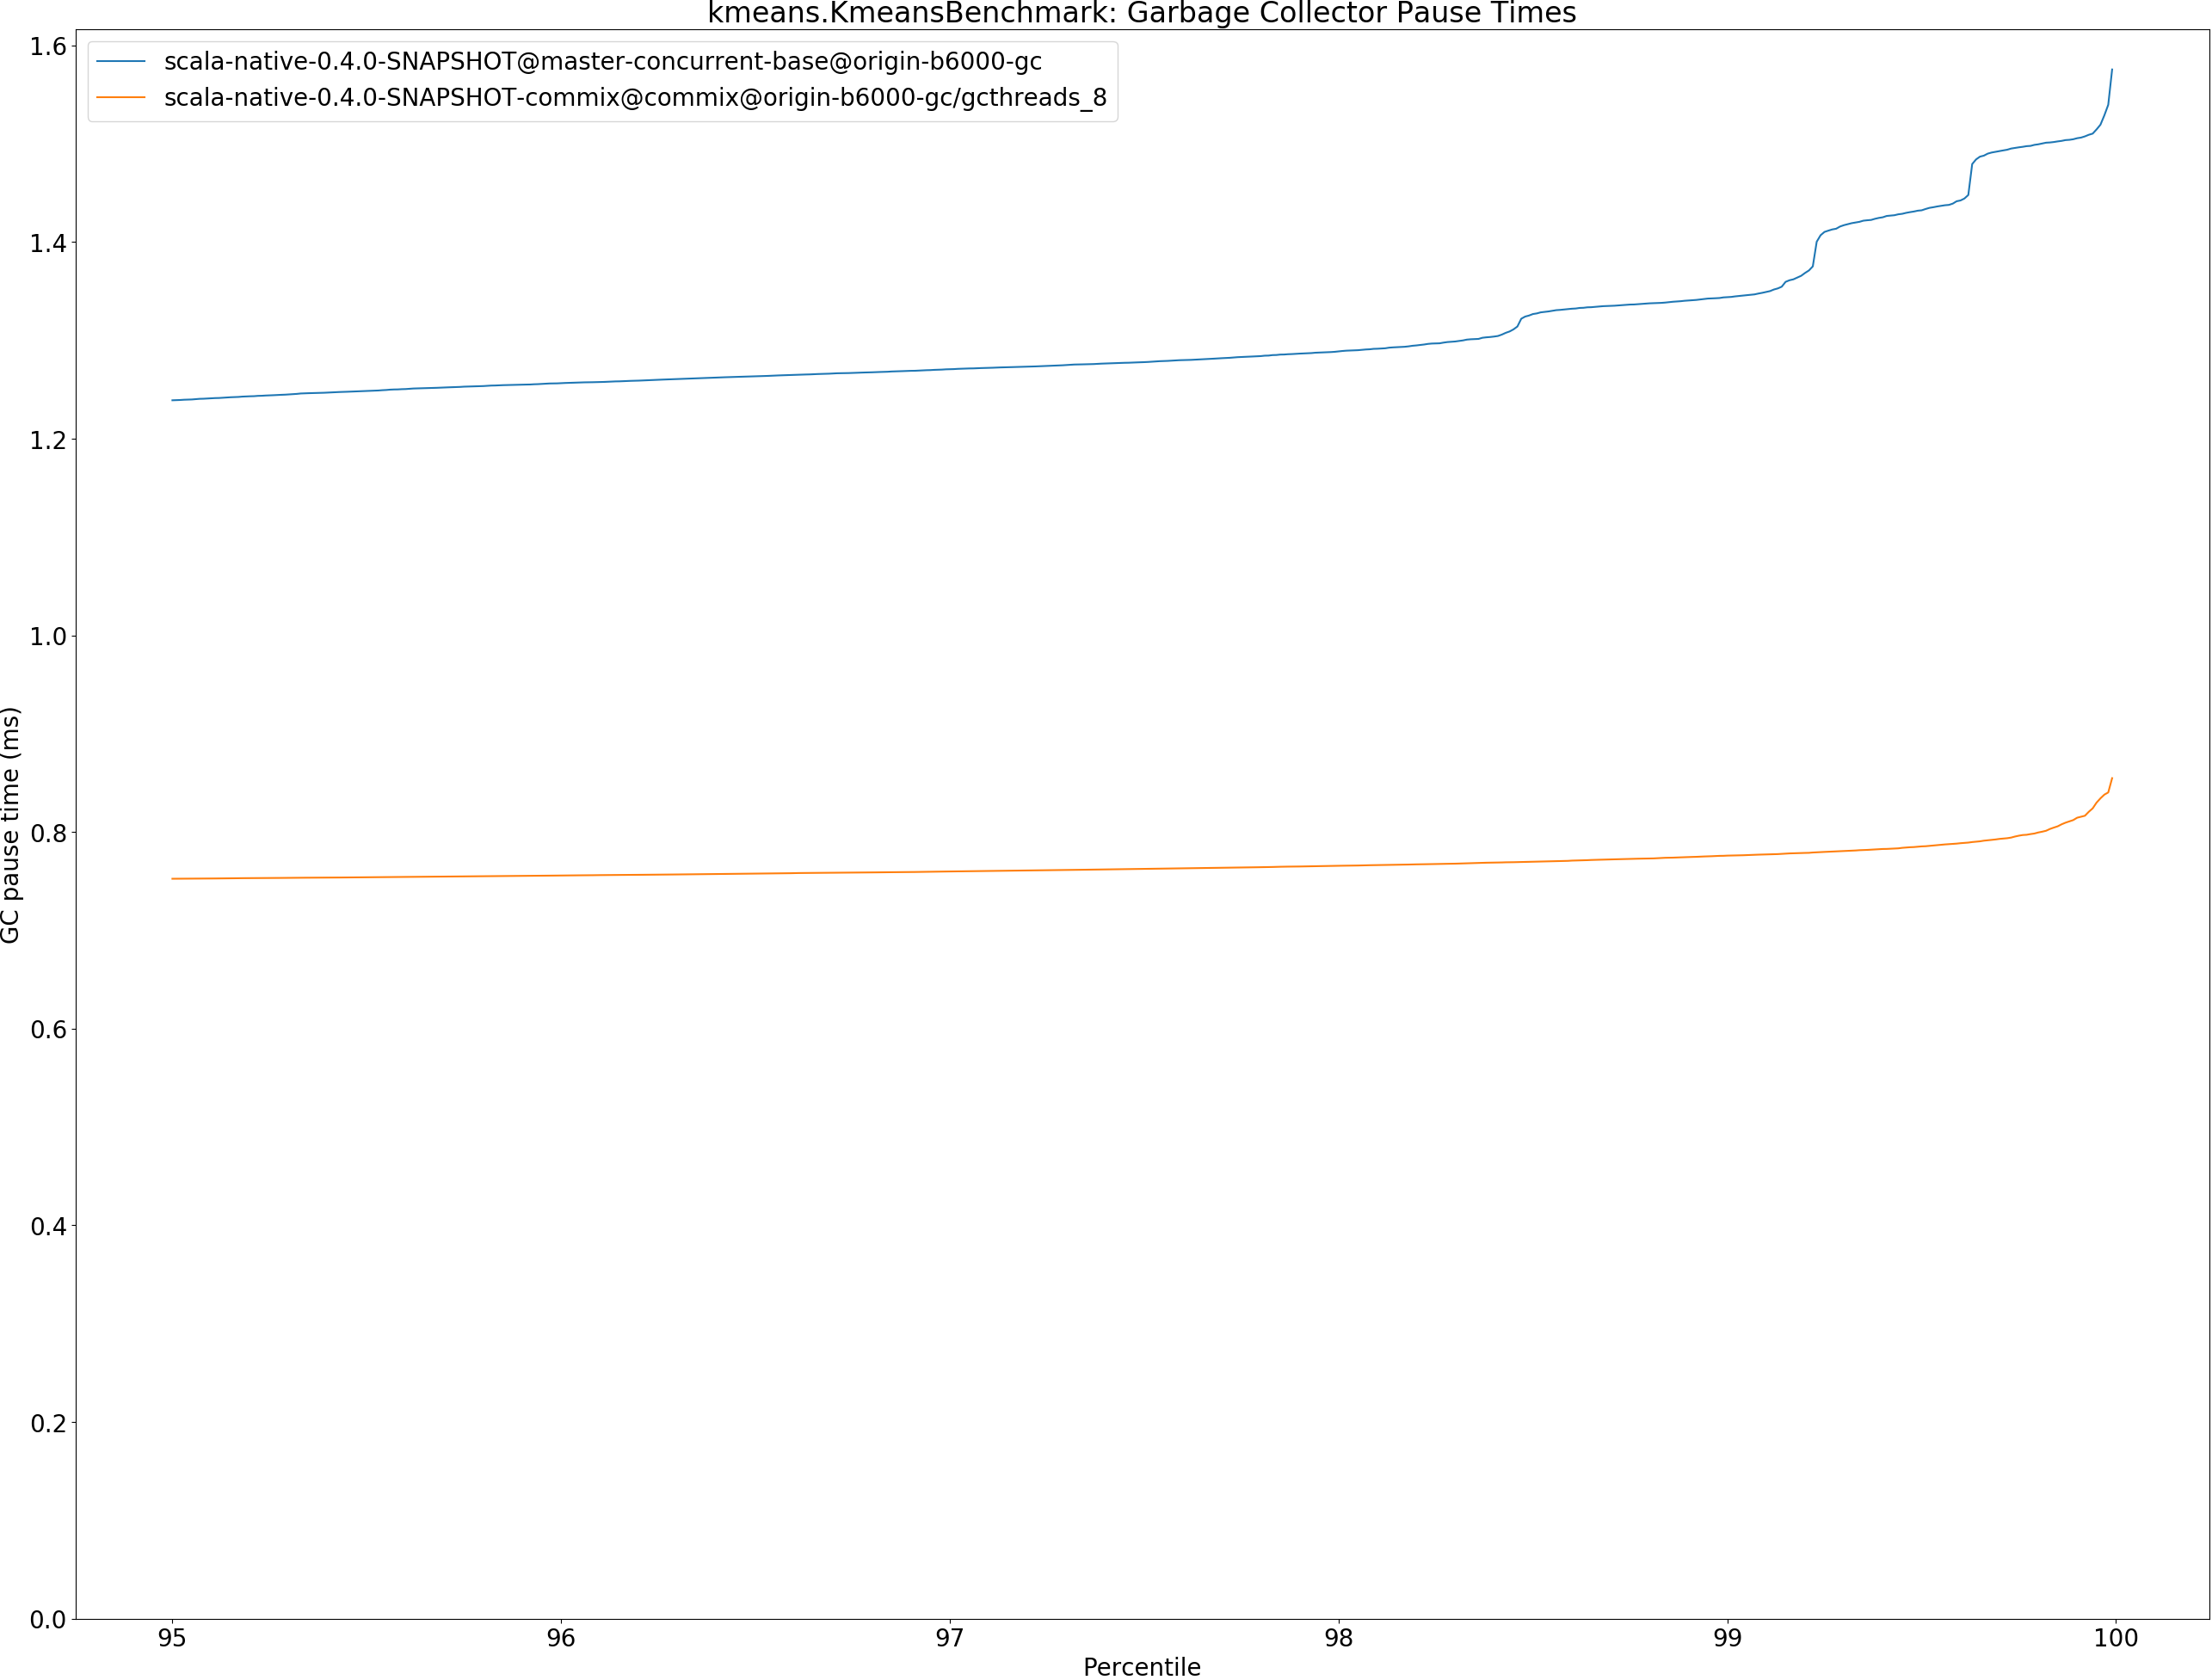 kmeans.KmeansBenchmark: Garbage Collector Pause Times
scala-native-0.4.0-SNAPSHOT@master-concurrent-base@origin-b6000-gc
scala-native-0.4.0-SNAPSHOT-commix@commix@origin-b6000-gc/gcthreads_8
GC pause time (ms)
1.6
1.4
1.2
1.0
0.8
0.6
0.4
0.2
0.0
95 96 97 98 99 100
Percentile